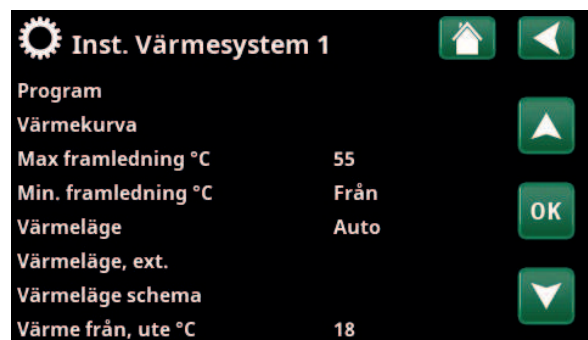 Inst. Värmesystem 1
Program
Värmekurva
Max framledning °C 55
Min. framledning °C Från
Värmeläge Auto
OK
Värmeläge, ext.
Värmeläge schema
Värme från, ute °C 18